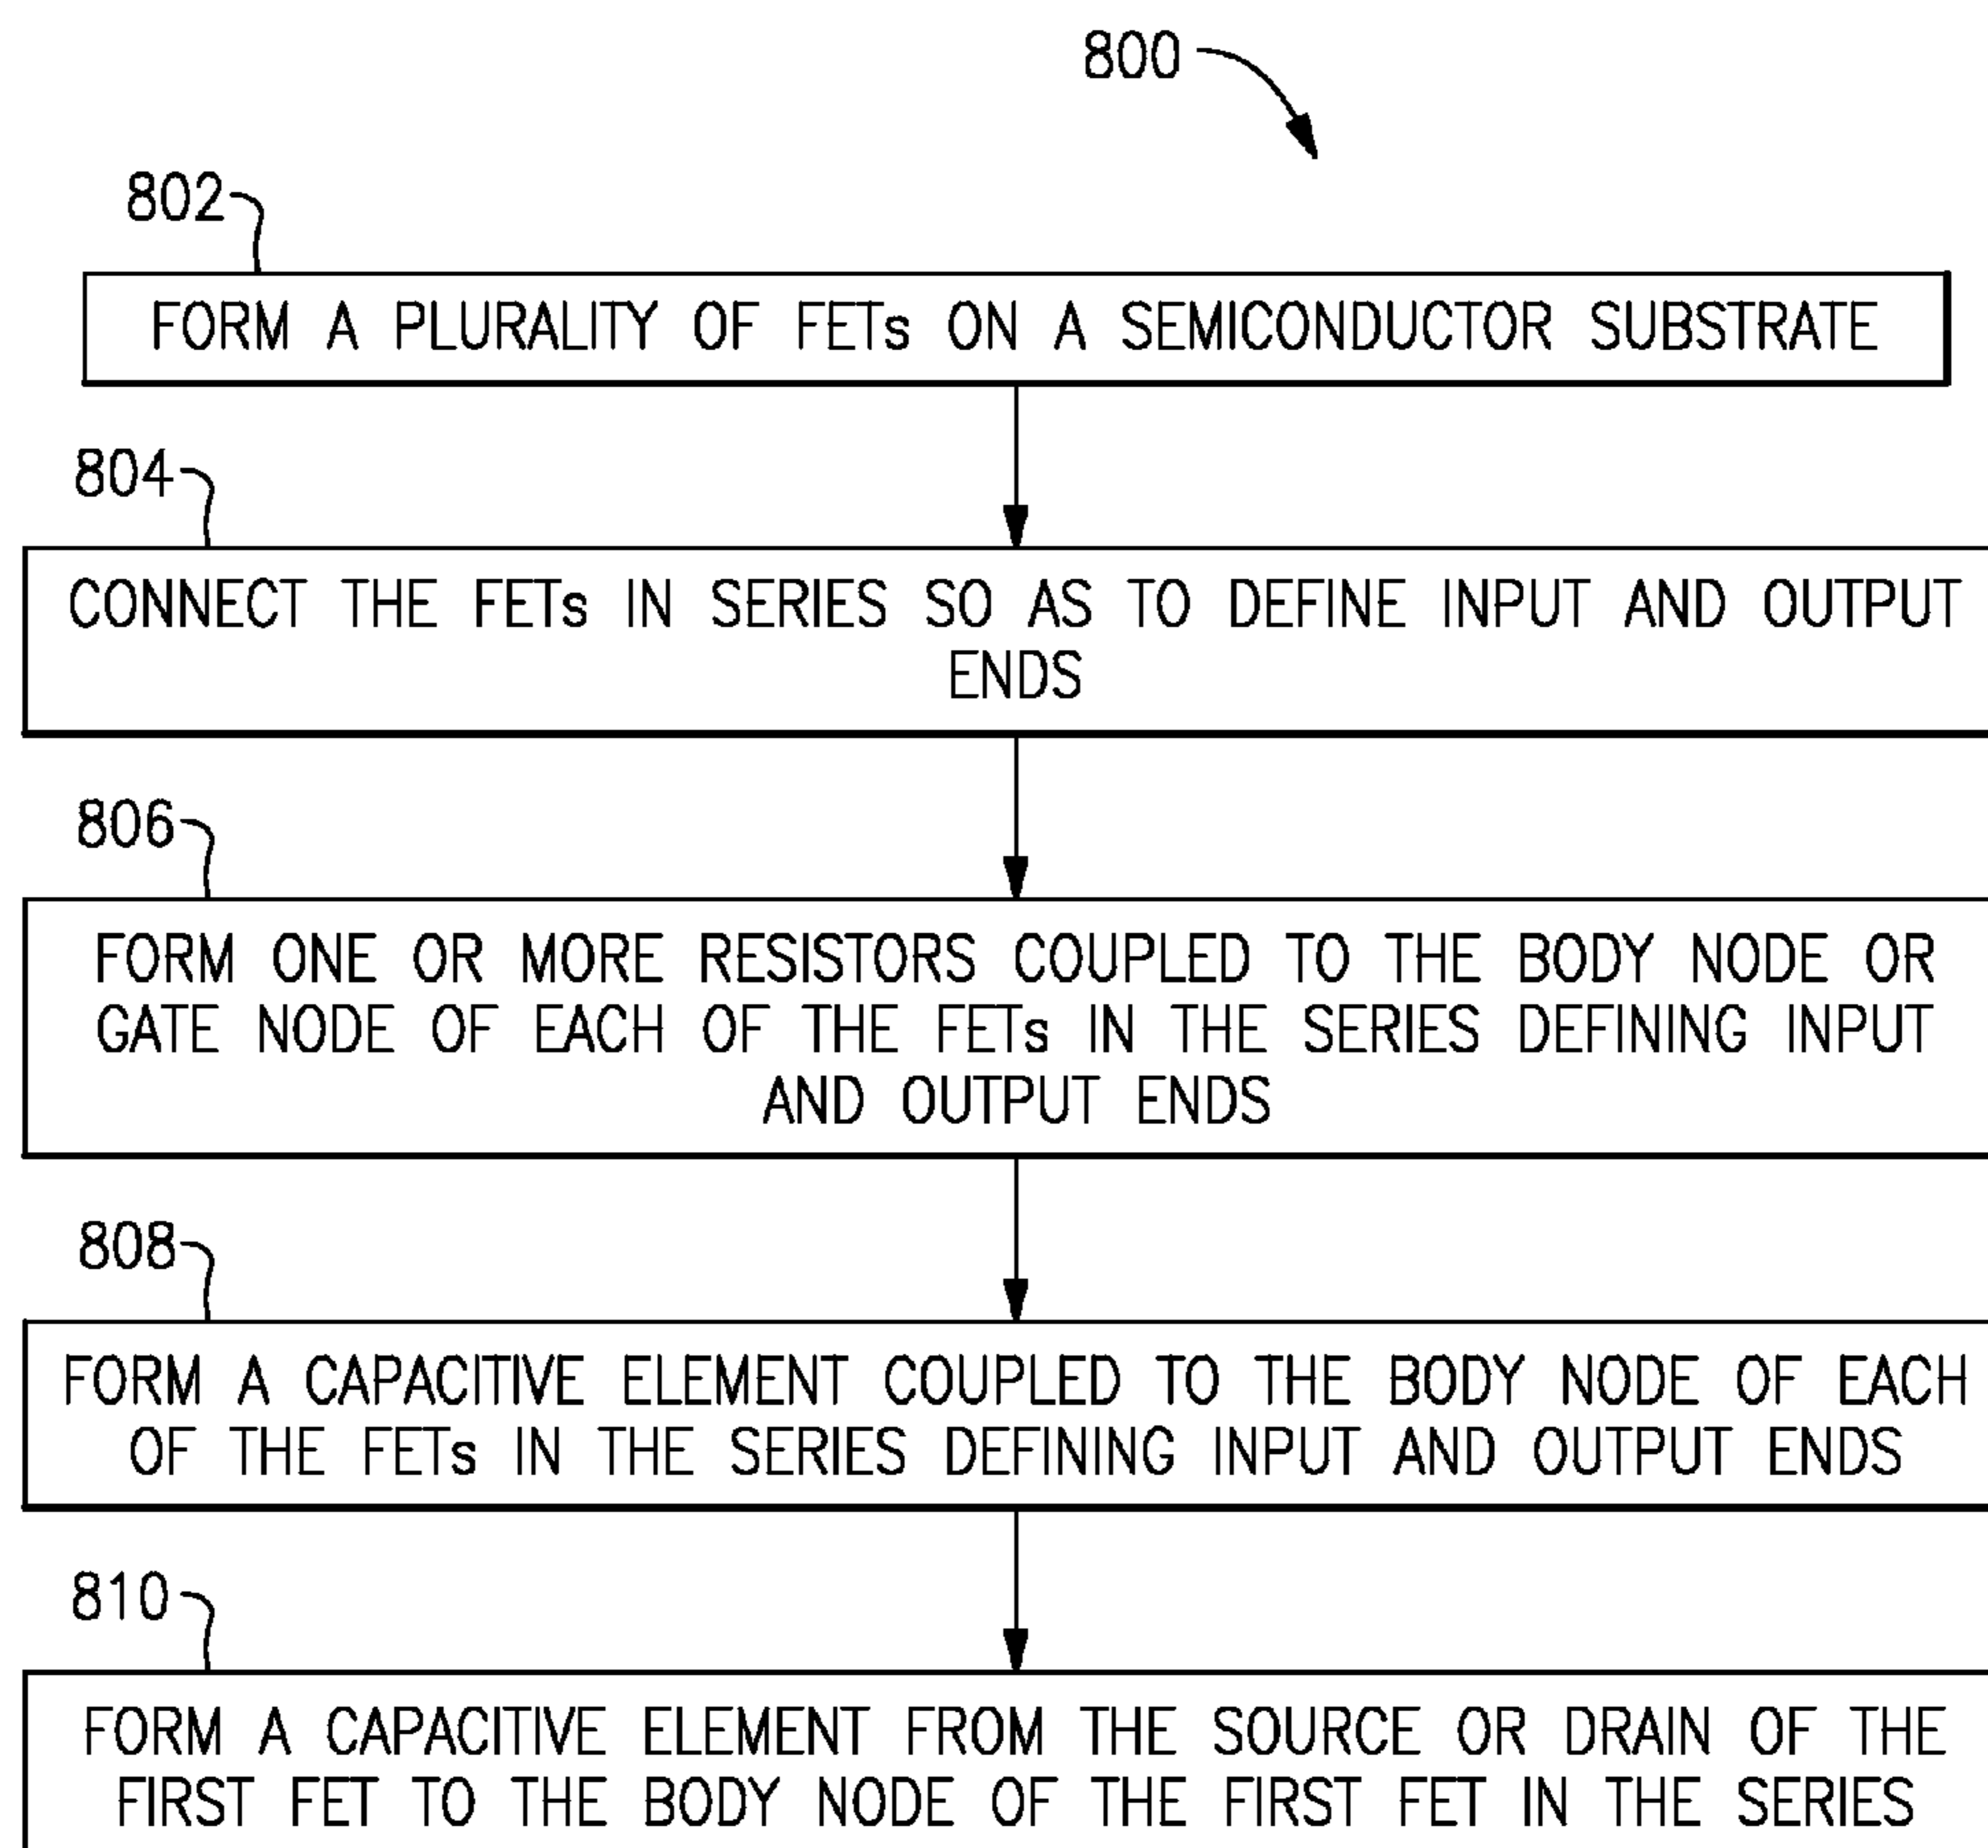 800
802
FORM A PLURALITY OF FETs ON A SEMICONDUCTOR SUBSTRATE
804
CONNECT THE FETs IN SERIES SO AS TO DEFINE INPUT AND OUTPUT
ENDS
806
FORM ONE OR MORE RESISTORS COUPLED TO THE BODY NODE OR
GATE NODE OF EACH OF THE FETs IN THE SERIES DEFINING INPUT
AND OUTPUT ENDS
808
FORM A CAPACITIVE ELEMENT COUPLED TO THE BODY NODE OF EACH
OF THE FETs IN THE SERIES DEFINING INPUT AND OUTPUT ENDS
810
FORM A CAPACITIVE ELEMENT FROM THE SOURCE OR DRAIN OF THE
FIRST FET TO THE BODY NODE OF THE FIRST FET IN THE SERIES